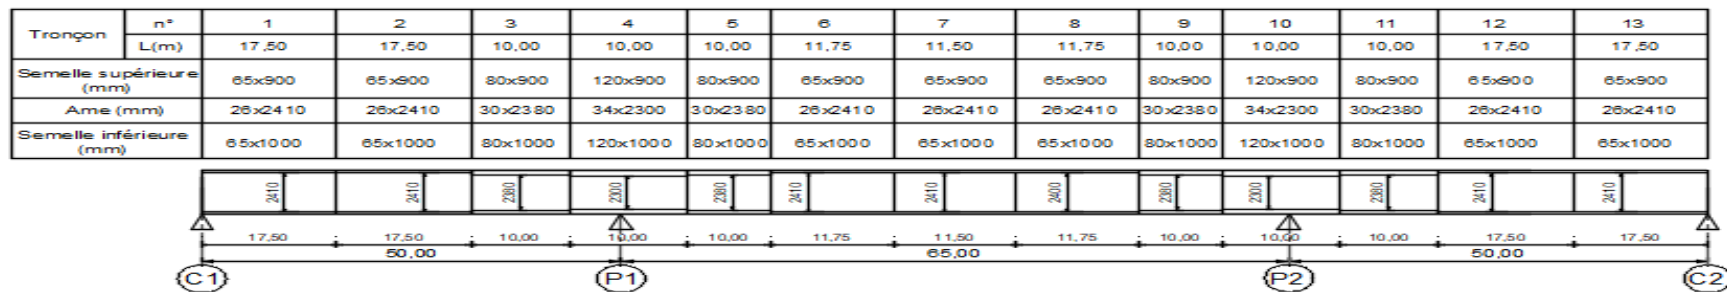 Tronçon n° 1 2 3 4 5 6 7 8 9 10 11 12 13
L(m) 17,50 17,50 10,00 10,00 10,00 11,75 11,50 11,75 10,00 10,00 10,00 17,50 17,50
Semelle supérieure (mm) 65x900 65x900 80x900 120x900 80x900 65x900 65x900 65x900 80x900 120x900 80x900 65x900 65x900
Ame (mm) 26x2410 26x2410 30x2380 34x2300 30x2380 26x2410 26x2410 26x2410 30x2380 34x2300 30x2380 26x2410 26x2410
Semelle inférieure (mm) 65x1000 65x1000 80x1000 120x1000 80x1000 65x1000 65x1000 65x1000 80x1000 120x1000 80x1000 65x1000 65x1000
2410 2410 2380 2300 2380 2410 2410 2400 2380 2300 2380 2410 2410
17,50 17,50 10,00 10,00 10,00 11,75 11,50 11,75 10,00 10,00 10,00 17,50 17,50
50,00 65,00 50,00
C1 P1 P2 C2